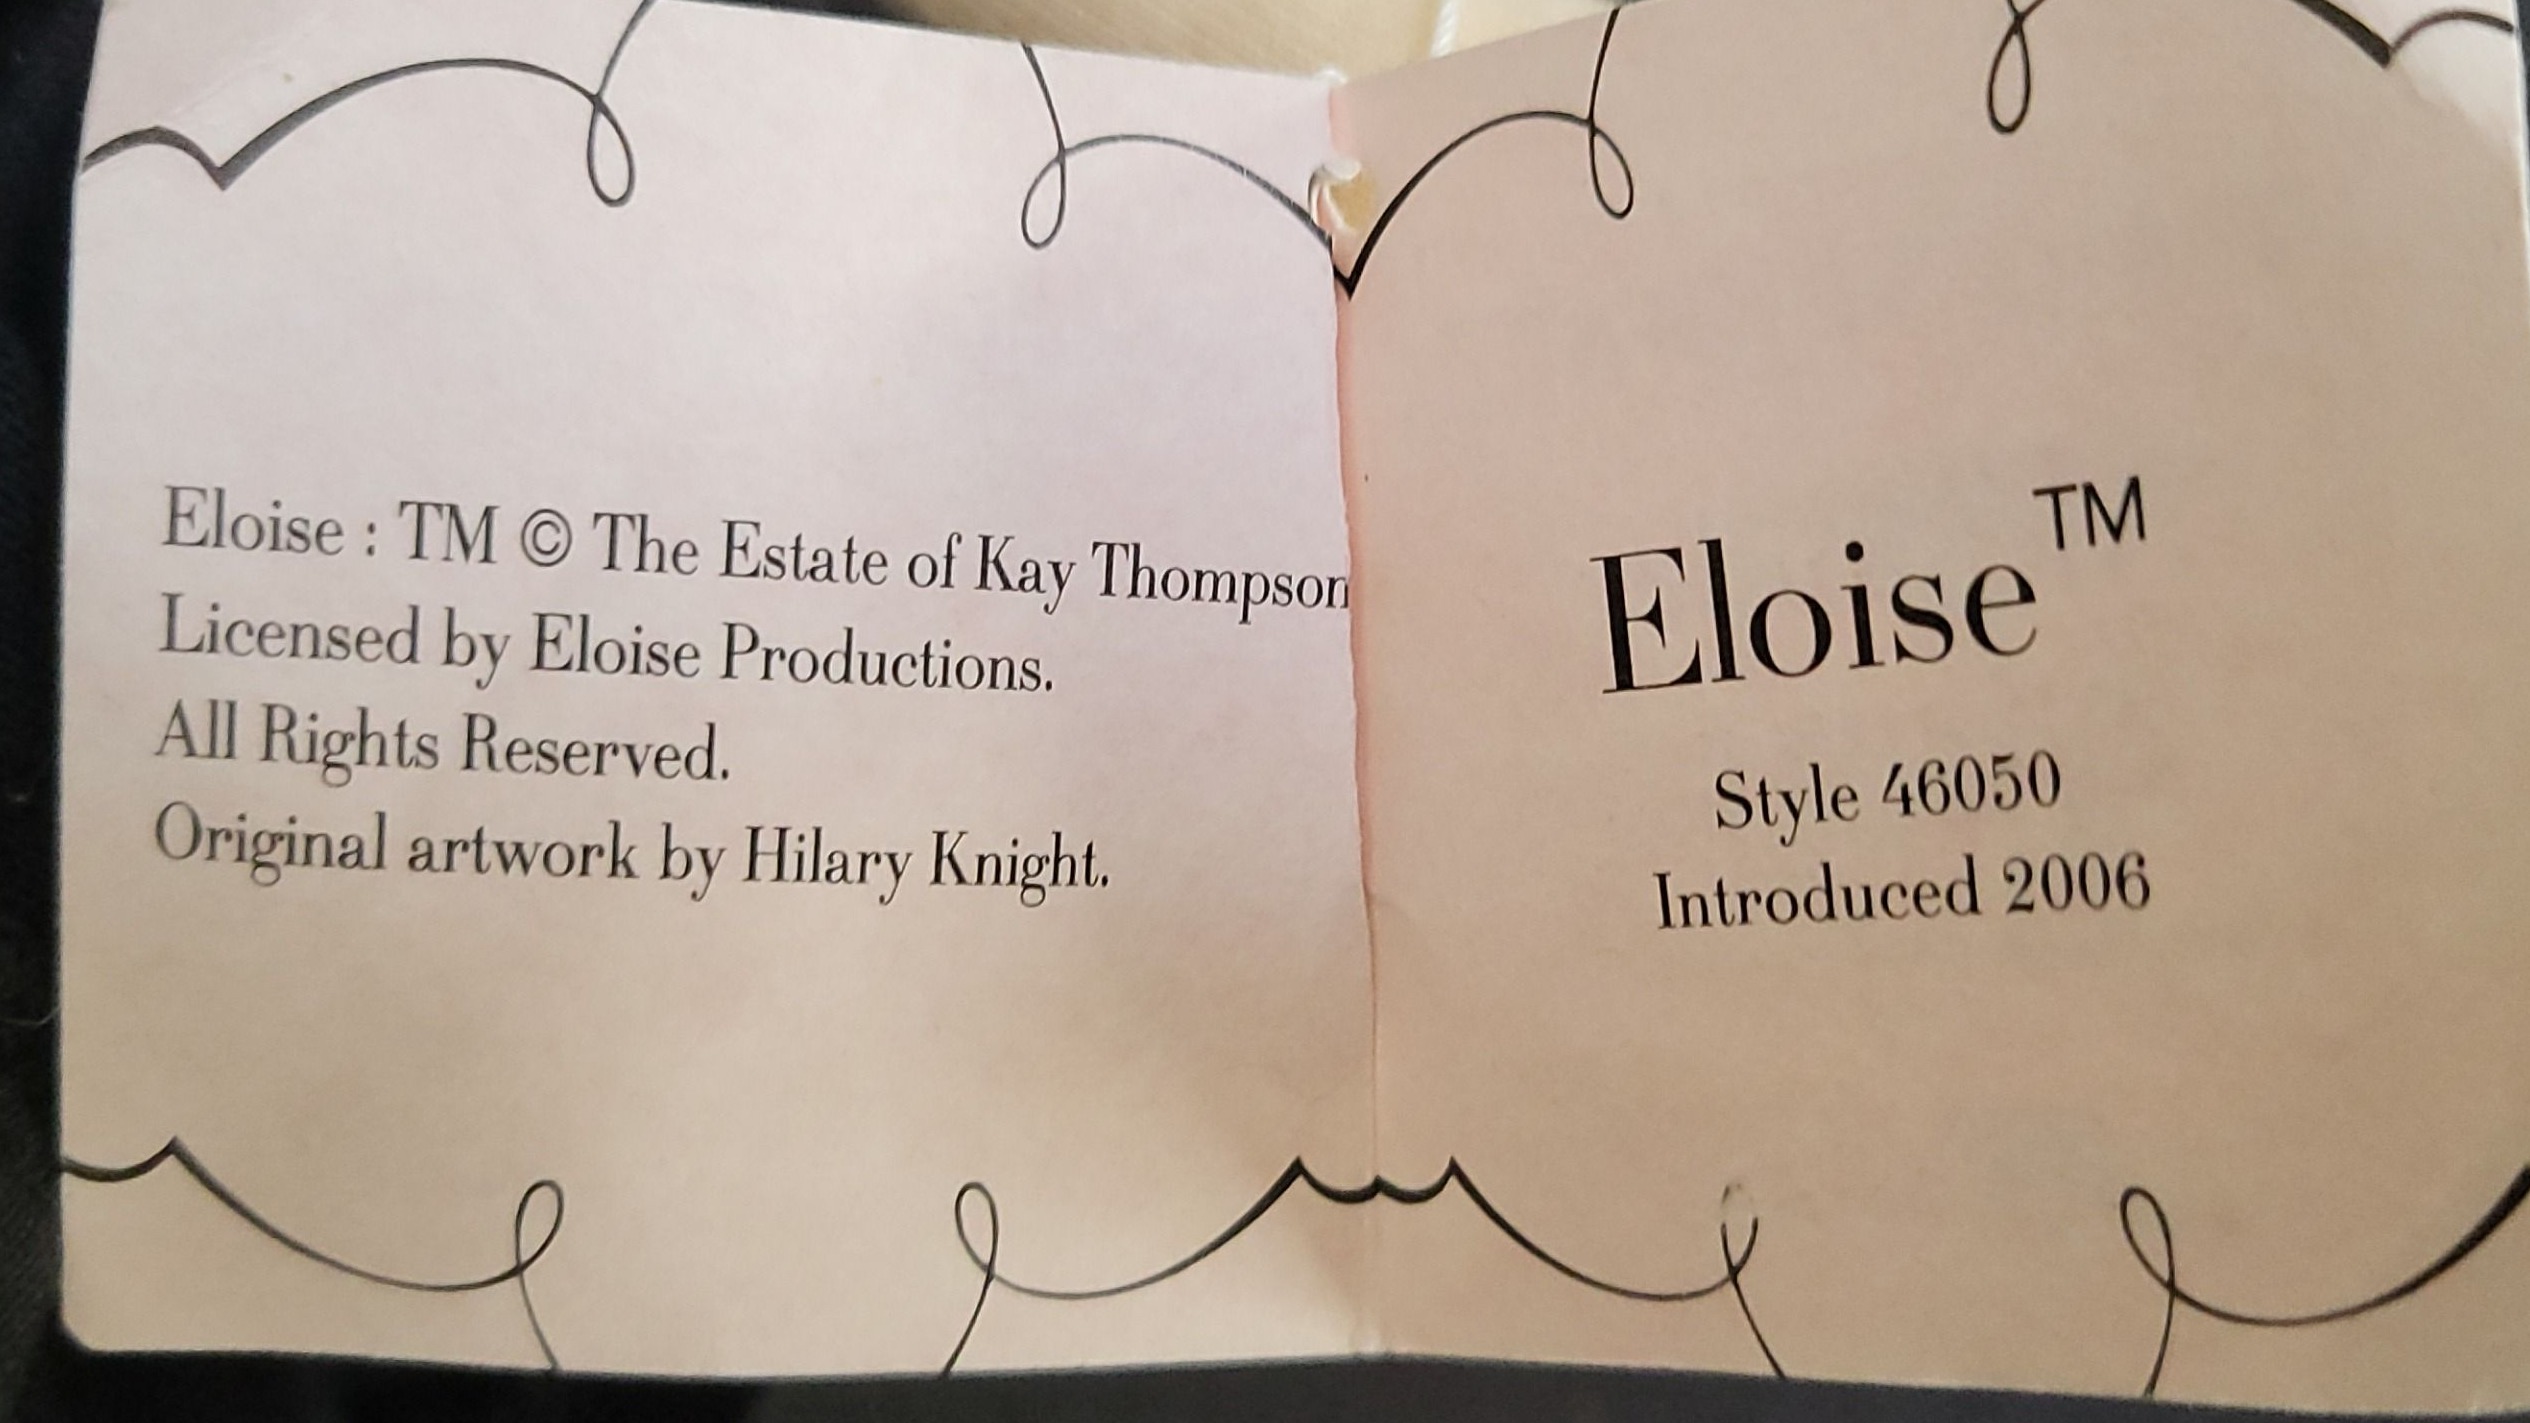 Eloise : TM © The Estate of Kay Thompson
Licensed by Eloise Productions.
All Rights Reserved.
Original artwork by Hilary Knight.
Eloise™
Style 46050
Introduced 2006